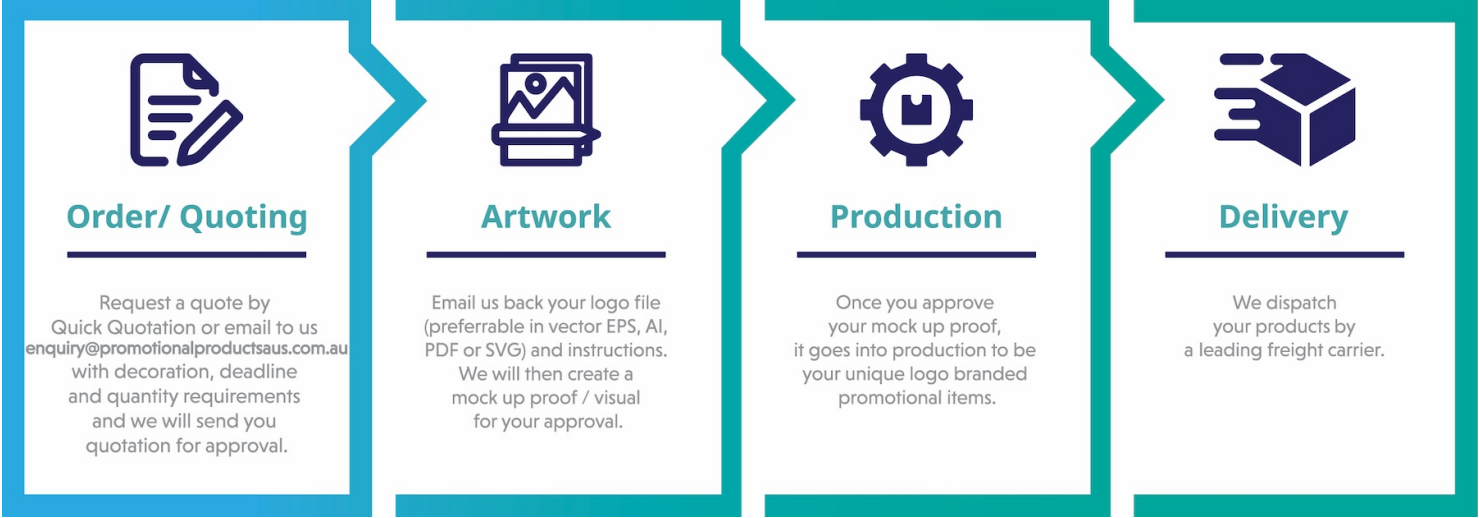 Order/ Quoting
Request a quote by
Quick Quotation or email to us
enquiry@promotionalproductsaus.com.au
with decoration, deadline
and quantity requirements
and we will send you
quotation for approval.
Artwork
Email us back your logo file
(preferrable in vector EPS, AI,
PDF or SVG) and instructions.
We will then create a
mock up proof / visual
for your approval.
Production
Once you approve
your mock up proof,
it goes into production to be
your unique logo branded
promotional items.
Delivery
We dispatch
your products by
a leading freight carrier.